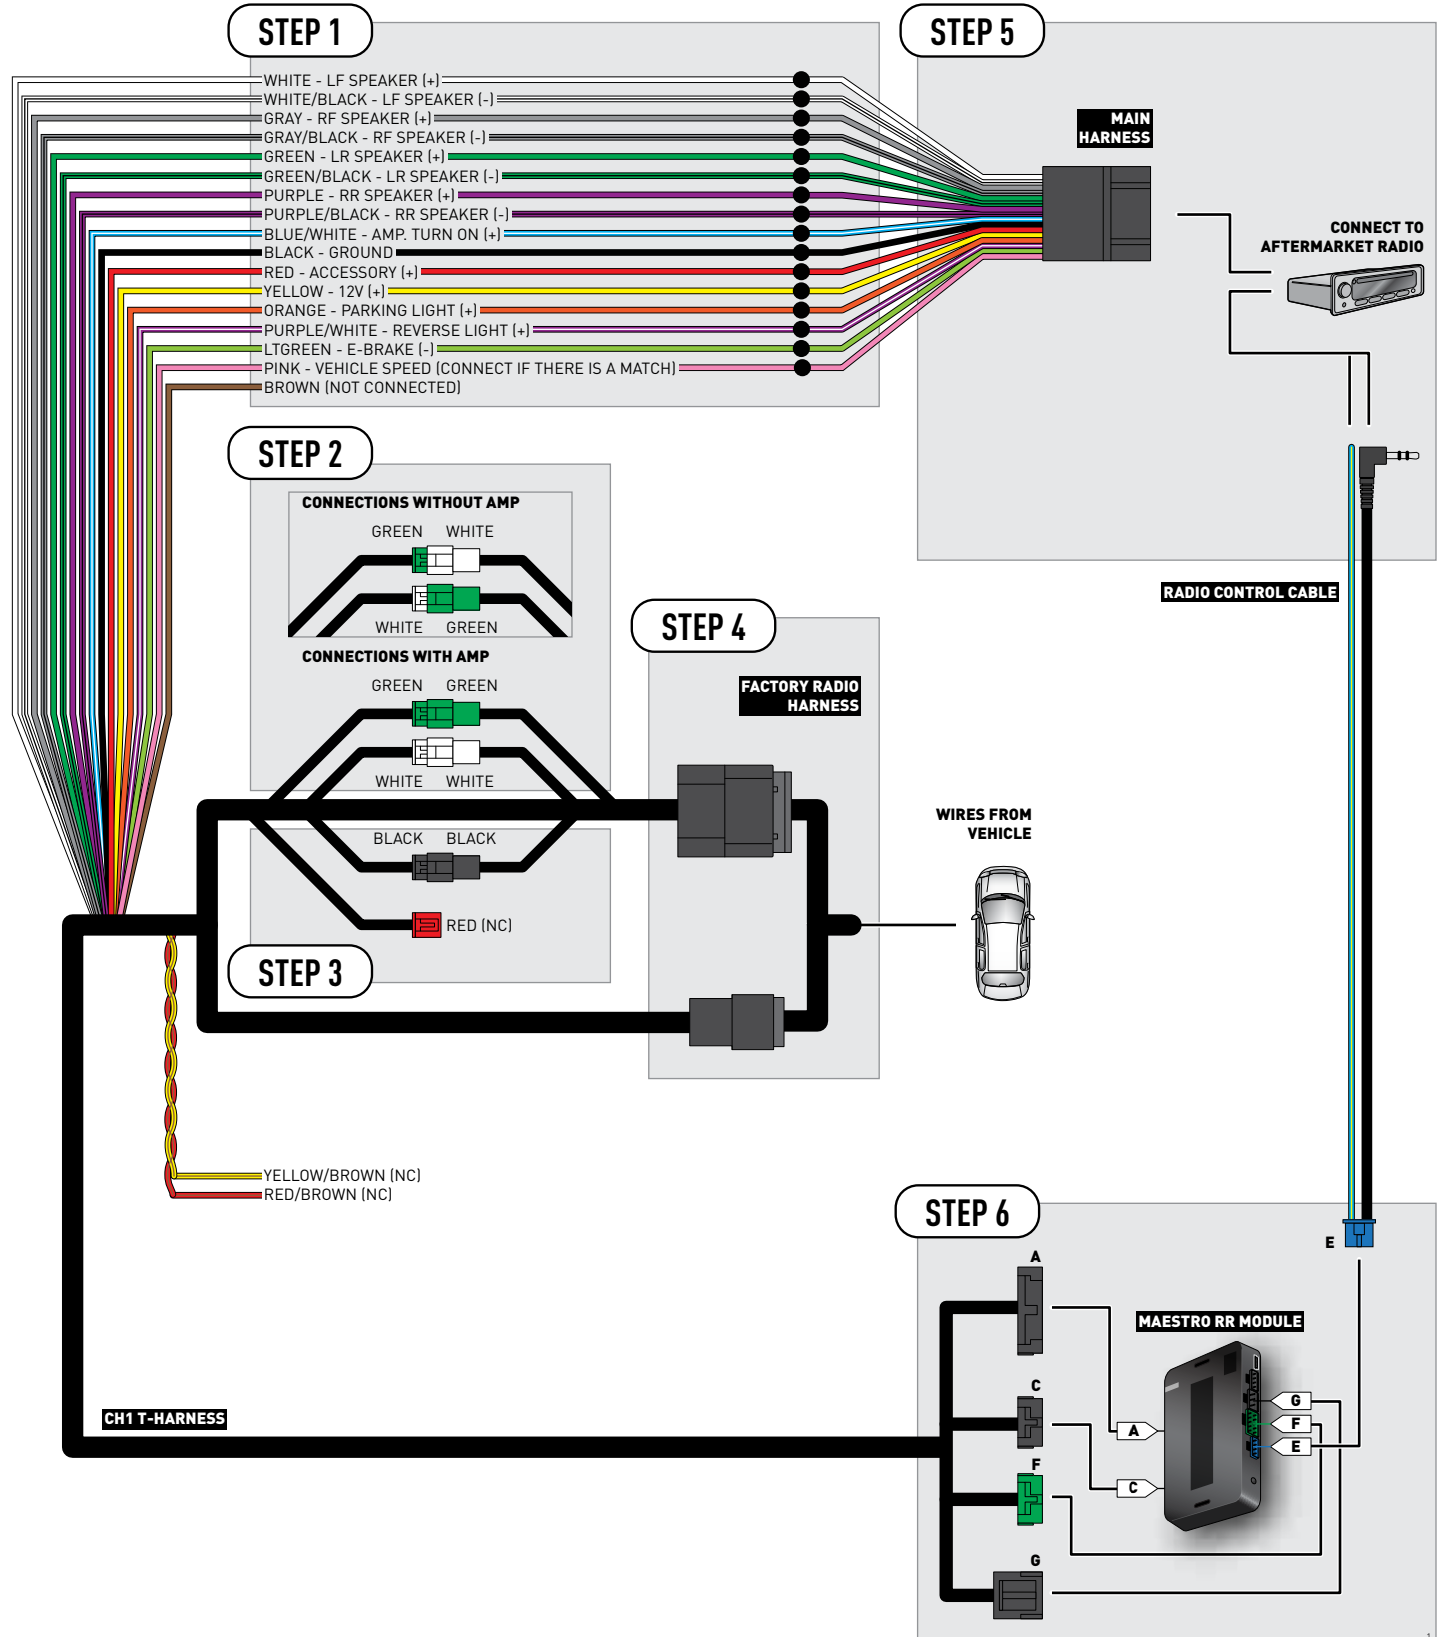 STEP 1
WHITE - LF SPEAKER (+)
WHITE/BLACK - LF SPEAKER (-)
GRAY - RF SPEAKER (+)
GRAY/BLACK - RF SPEAKER (-)
GREEN - LR SPEAKER (+)
GREEN/BLACK - LR SPEAKER (-)
PURPLE - RR SPEAKER (+)
PURPLE/BLACK - RR SPEAKER (-)
BLUE/WHITE - AMP. TURN ON (+)
BLACK - GROUND
RED - ACCESSORY (+)
YELLOW - 12V (+)
ORANGE - PARKING LIGHT (+)
PURPLE/WHITE - REVERSE LIGHT (+)
LTGREEN - E-BRAKE (-)
PINK - VEHICLE SPEED (CONNECT IF THERE IS A MATCH)
BROWN (NOT CONNECTED)
STEP 5
MAIN
HARNESS
CONNECT TO
AFTERMARKET RADIO
RADIO CONTROL CABLE
STEP 2
CONNECTIONS WITHOUT AMP
GREEN WHITE
WHITE GREEN
CONNECTIONS WITH AMP
GREEN GREEN
WHITE WHITE
STEP 4
FACTORY RADIO
HARNESS
WIRES FROM
VEHICLE
BLACK BLACK
RED (NC)
STEP 3
YELLOW/BROWN (NC)
RED/BROWN (NC)
CH1 T-HARNESS
STEP 6
E
A
MAESTRO RR MODULE
C
G
F
A
E
F
C
G
1